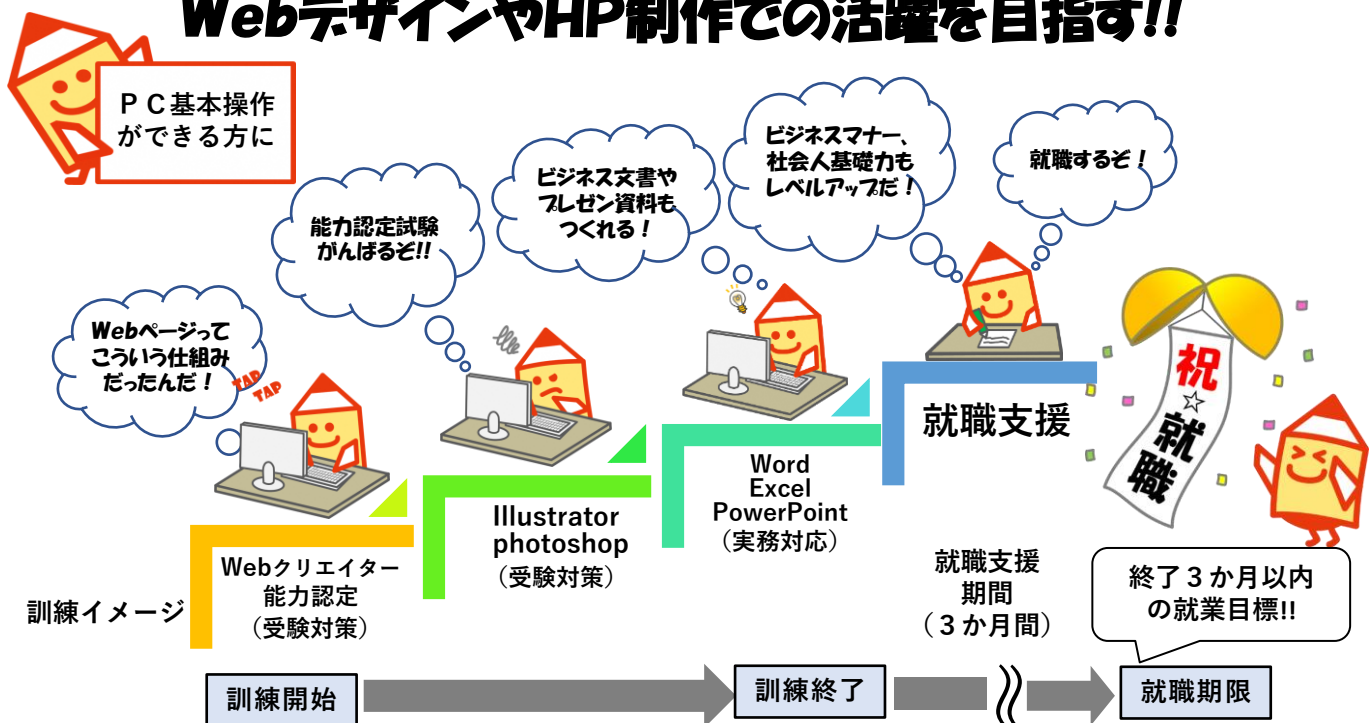 WebデザインやHP制作での活躍を目指す!!
ＰＣ基本操作
ができる方に
Webページって
こういう仕組み
だったんだ！
TAP
TAP
能力認定試験
がんばるぞ!!
ビジネス文書や
プレゼン資料も
つくれる！
ビジネスマナー、
社会人基礎力も
レベルアップだ！
就職するぞ！
祝☆就職
訓練イメージ
Webクリエイター
能力認定
（受験対策）
Illustrator
photoshop
（受験対策）
Word
Excel
PowerPoint
（実務対応）
就職支援
就職支援
期間
（３か月間）
終了３か月以内
の就業目標!!
訓練開始
訓練終了
就職期限